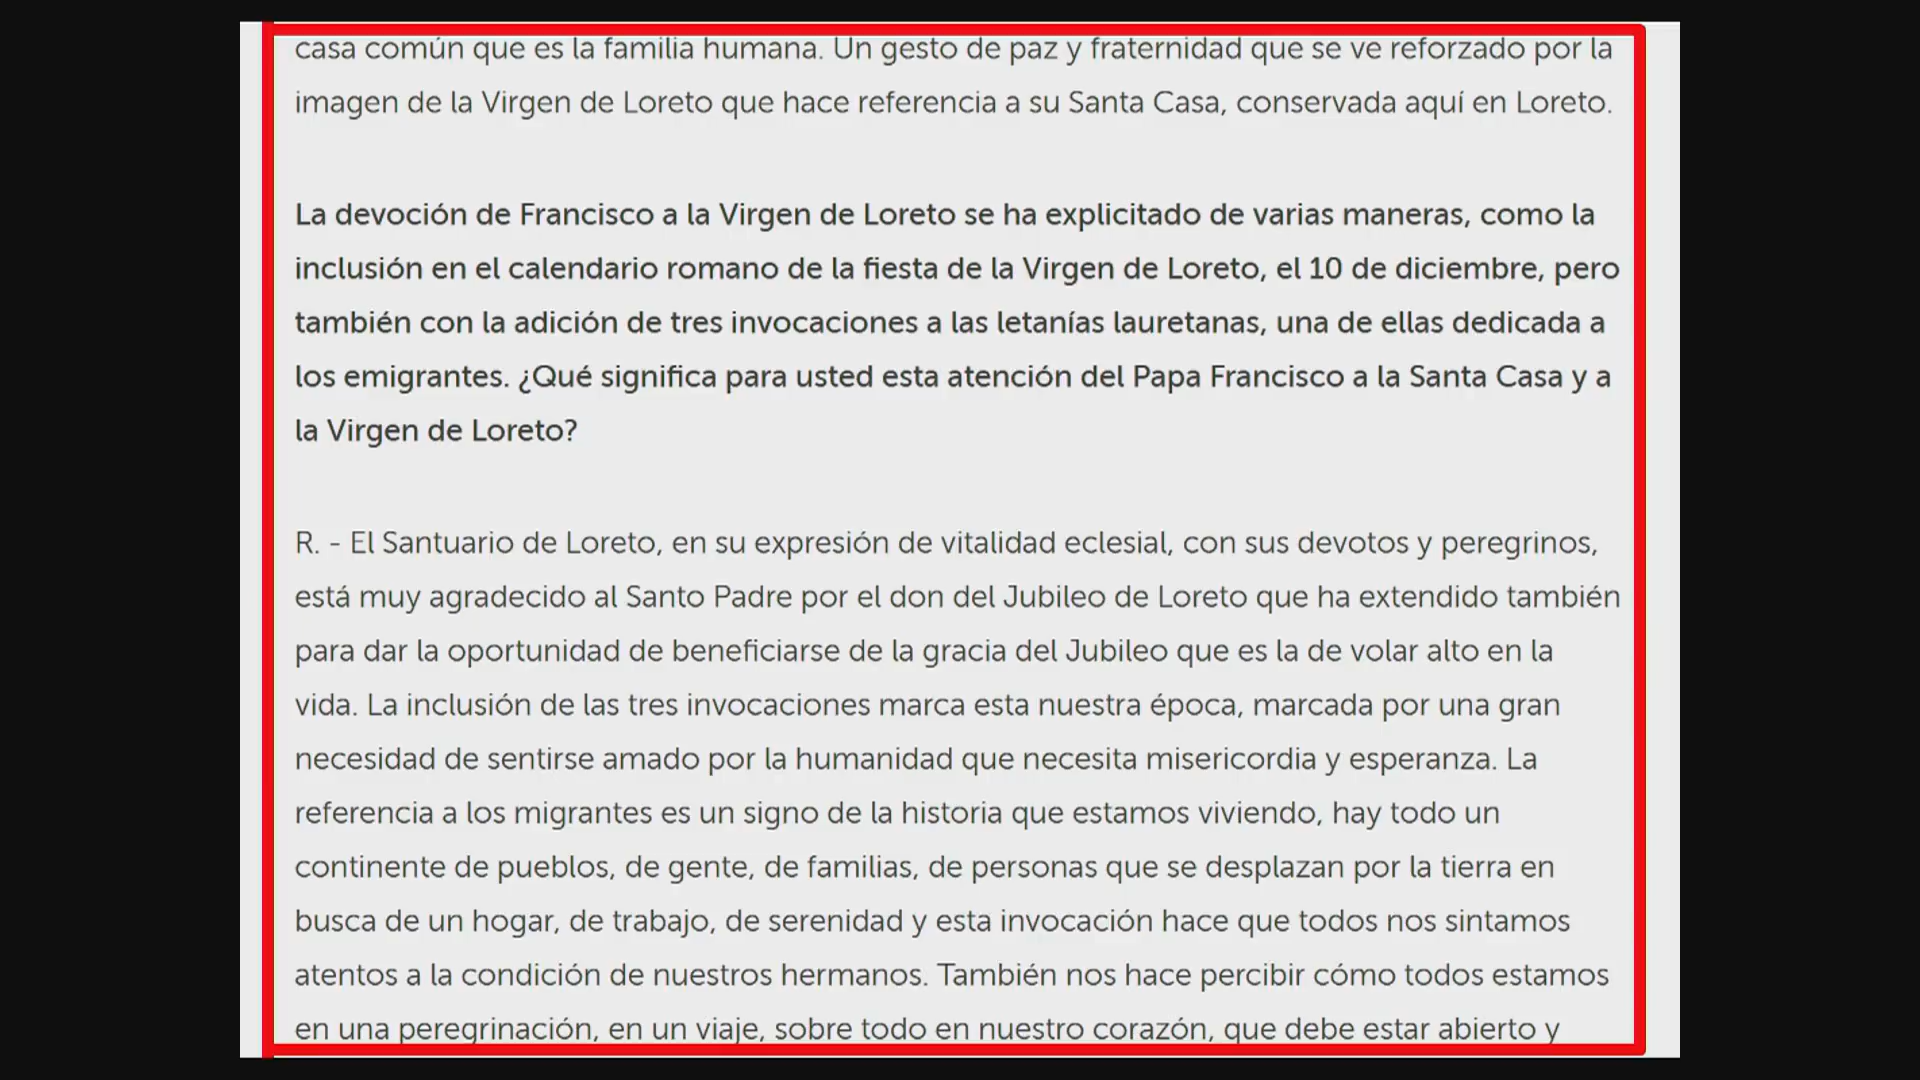 casa común que es la familia humana. Un gesto de paz y fraternidad que se ve reforzado por la
imagen de la Virgen de Loreto que hace referencia a su Santa Casa, conservada aquí en Loreto.
La devoción de Francisco a la Virgen de Loreto se ha explicitado de varias maneras, como la
inclusión en el calendario romano de la fiesta de la Virgen de Loreto, el 10 de diciembre, pero
también con la adición de tres invocaciones a las letanías lauretanas, una de ellas dedicada a
los emigrantes. ¿Qué significa para usted esta atención del Papa Francisco a la Santa Casa y a
la Virgen de Loreto?
R. - El Santuario de Loreto, en su expresión de vitalidad eclesial, con sus devotos y peregrinos,
está muy agradecido al Santo Padre por el don del Jubileo de Loreto que ha extendido también
para dar la oportunidad de beneficiarse de la gracia del Jubileo que es la de volar alto en la
vida. La inclusión de las tres invocaciones marca esta nuestra época, marcada por una gran
necesidad de sentirse amado por la humanidad que necesita misericordia y esperanza. La
referencia a los migrantes es un signo de la historia que estamos viviendo, hay todo un
continente de pueblos, de gente, de familias, de personas que se desplazan por la tierra en
busca de un hogar, de trabajo, de serenidad y esta invocación hace que todos nos sintamos
atentos a la condición de nuestros hermanos. También nos hace percibir cómo todos estamos
en una peregrinación, en un viaje, sobre todo en nuestro corazón, que debe estar abierto y